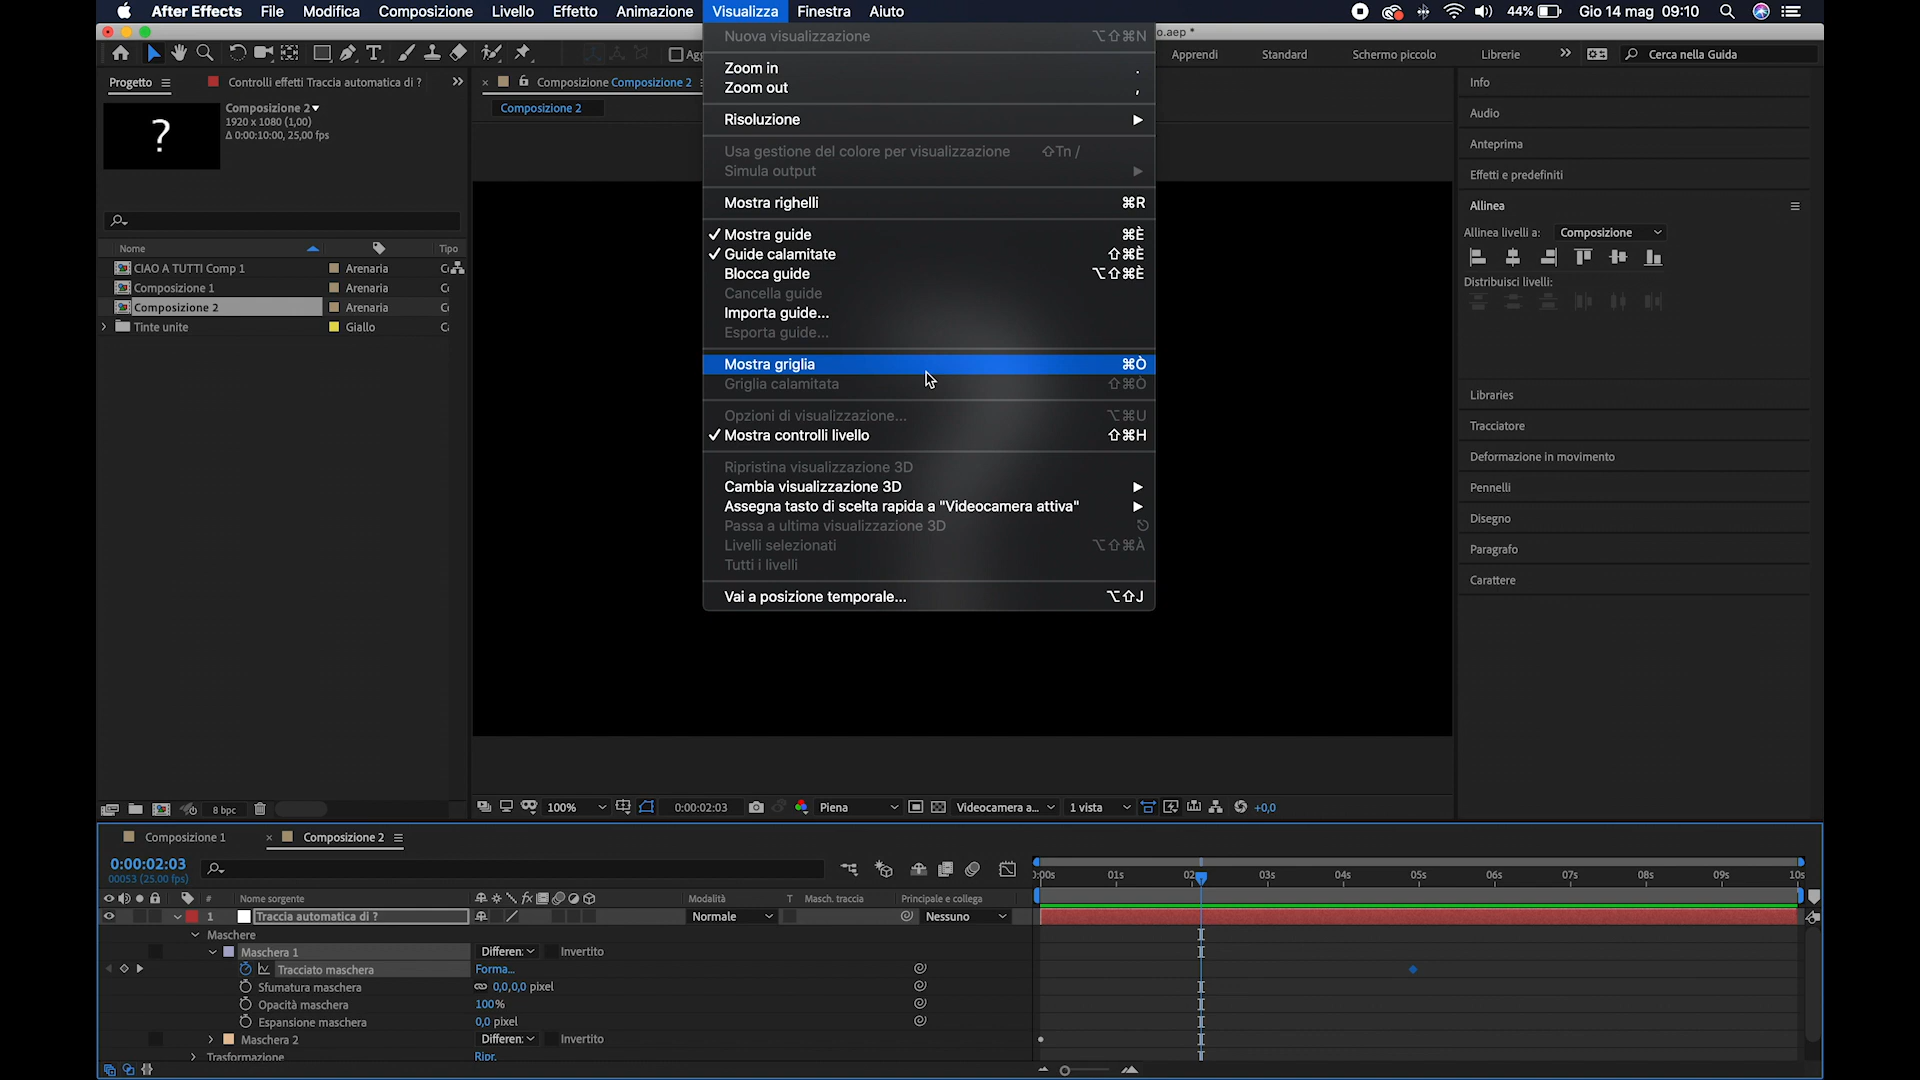 After Effects File Modifica Composizione Livello Effetto Animazione Visualizza Finestra Aiuto 44% Gio 14 mag 09:10
o.aep *
Agg
Apprendi Standard Schermo piccolo Librerie Cerca nella Guida
Progetto
Controlli effetti Traccia automatica di ?
Composizione Composizione 2
Composizione 2
?
Composizione 2
1920 x 1080 (1,00)
Δ 0:00:10:00, 25,00 fps
Nome Tipo
CIAO A TUTTI Comp 1 Arenaria C
Composizione 1 Arenaria C
Composizione 2 Arenaria C
Tinte unite Giallo C
8 bpc
Nuova visualizzazione ⌥⇧⌘N
Zoom in .
Zoom out ,
Risoluzione
Usa gestione del colore per visualizzazione ⇧Tn /
Simula output
Mostra righelli ⌘R
✓ Mostra guide ⌘È
✓ Guide calamitate ⇧⌘È
Blocca guide ⌥⇧⌘È
Cancella guide
Importa guide...
Esporta guide...
Mostra griglia ⌘Ò
Griglia calamitata ⇧⌘Ò
Opzioni di visualizzazione... ⌥⌘U
✓ Mostra controlli livello ⇧⌘H
Ripristina visualizzazione 3D
Cambia visualizzazione 3D
Assegna tasto di scelta rapida a "Videocamera attiva"
Passa a ultima visualizzazione 3D
Livelli selezionati ⌥⇧⌘À
Tutti i livelli
Vai a posizione temporale... ⌥⇧J
Info
Audio
Anteprima
Effetti e predefiniti
Allinea
Allinea livelli a: Composizione
Distribuisci livelli:
Libraries
Tracciatore
Deformazione in movimento
Pennelli
Disegno
Paragrafo
Carattere
100% 0:00:02:03 Piena Videocamera a... 1 vista +0,0
Composizione 1
Composizione 2
0:00:02:03
00053 (25.00 fps)
# Nome sorgente Modalità T Masch. traccia Principale e collega
:00s 01s 02 03s 04s 05s 06s 07s 08s 09s 10s
1 Traccia automatica di ? Normale Nessuno
Maschere
Maschera 1 Differen: Invertito
Tracciato maschera Forma...
Sfumatura maschera 0,0,0,0 pixel
Opacità maschera 100%
Espansione maschera 0,0 pixel
Maschera 2 Differen: Invertito
Trasformazione Ripr.